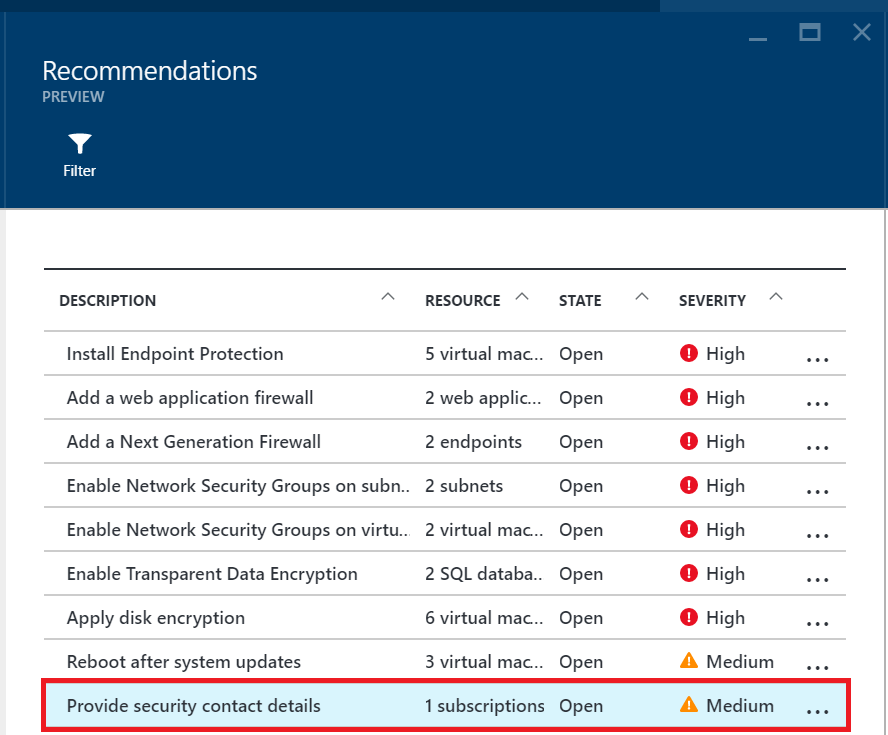 Recommendations
PREVIEW
Filter
DESCRIPTION RESOURCE STATE SEVERITY
Install Endpoint Protection 5 virtual mac... Open High ...
Add a web application firewall 2 web applic... Open High ...
Add a Next Generation Firewall 2 endpoints Open High ...
Enable Network Security Groups on subn.. 2 subnets Open High ...
Enable Network Security Groups on virtu... 2 virtual mac... Open High ...
Enable Transparent Data Encryption 2 SQL databa.. Open High ...
Apply disk encryption 6 virtual mac... Open High ...
Reboot after system updates 3 virtual mac... Open Medium ...
Provide security contact details 1 subscriptions Open Medium ...